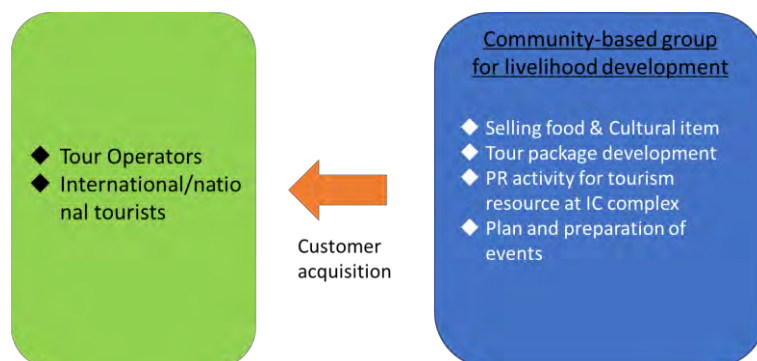 ◆ Tour Operators
◆ International/natio
nal tourists
Customer
acquisition
Community-based group
for livelihood development
◆ Selling food & Cultural item
◆ Tour package development
◆ PR activity for tourism
resource at IC complex
◆ Plan and preparation of
events